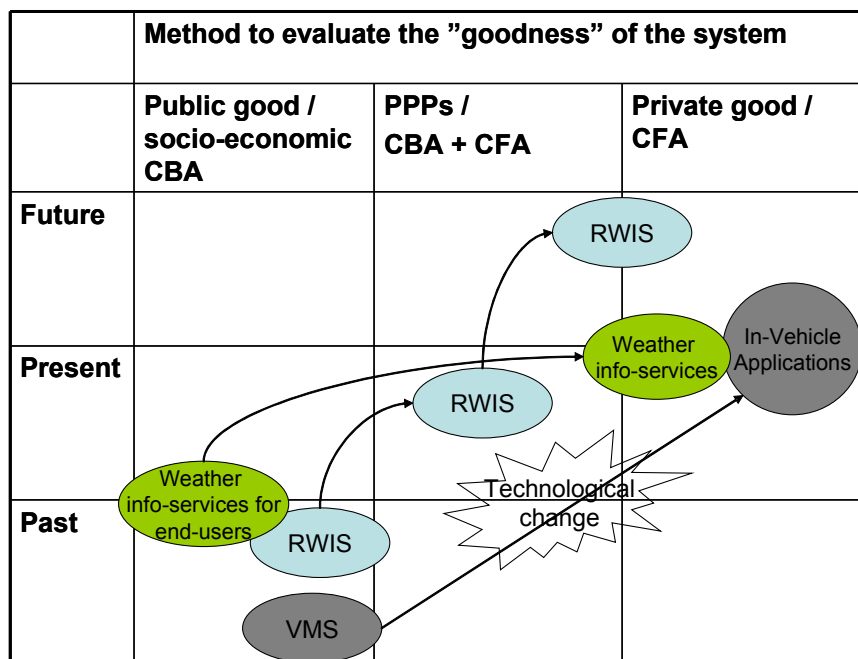 Method to evaluate the ”goodness” of the system
Public good /
socio-economic
CBA
PPPs /
CBA + CFA
Private good /
CFA
Future
RWIS
In-Vehicle
Applications
Weather
info-services
Present
RWIS
Weather
info-services for
end-users
Technological
change
Past
RWIS
VMS